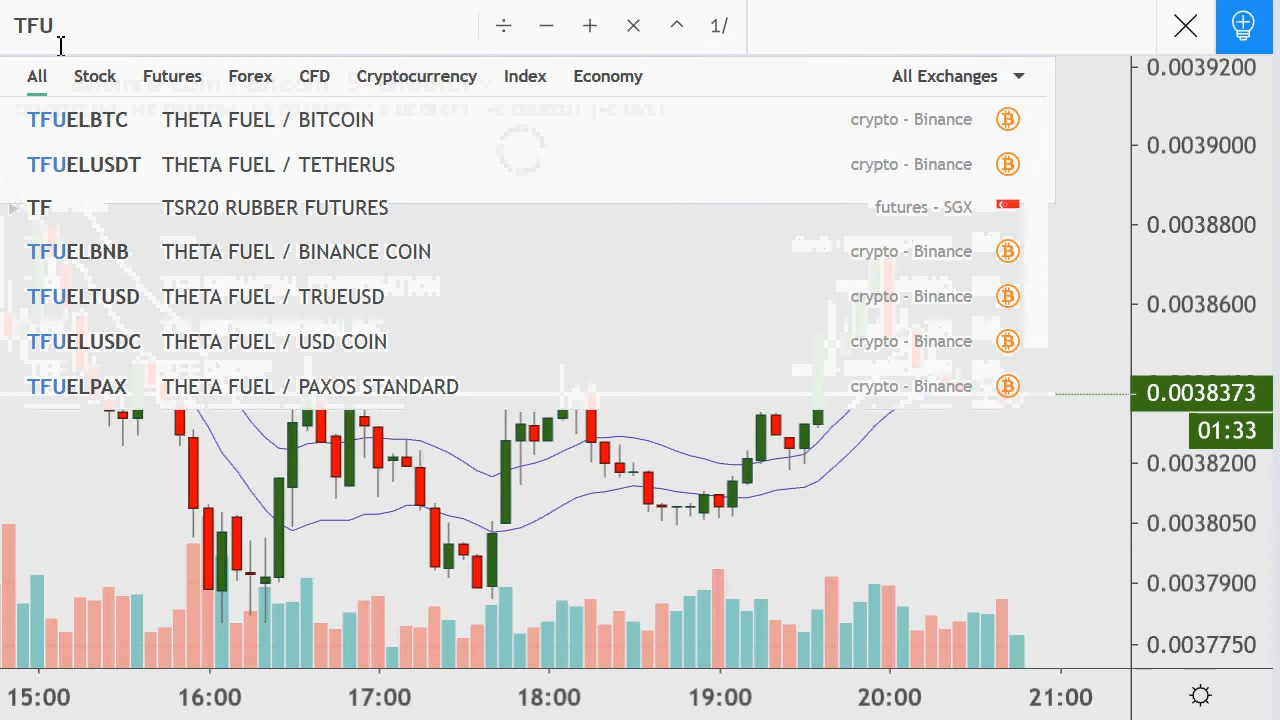 TFU ÷ − + × ^ 1/
All Stock Futures Forex CFD Cryptocurrency Index Economy All Exchanges
TFUELBTC THETA FUEL / BITCOIN crypto - Binance
TFUELUSDT THETA FUEL / TETHERUS crypto - Binance
TF TSR20 RUBBER FUTURES futures - SGX
TFUELBNB THETA FUEL / BINANCE COIN crypto - Binance
TFUELTUSD THETA FUEL / TRUEUSD crypto - Binance
TFUELUSDC THETA FUEL / USD COIN crypto - Binance
TFUELPAX THETA FUEL / PAXOS STANDARD crypto - Binance
0.0039200
0.0039000
0.0038800
0.0038600
0.0038373
01:33
0.0038200
0.0038050
0.0037900
0.0037750
15:00 16:00 17:00 18:00 19:00 20:00 21:00